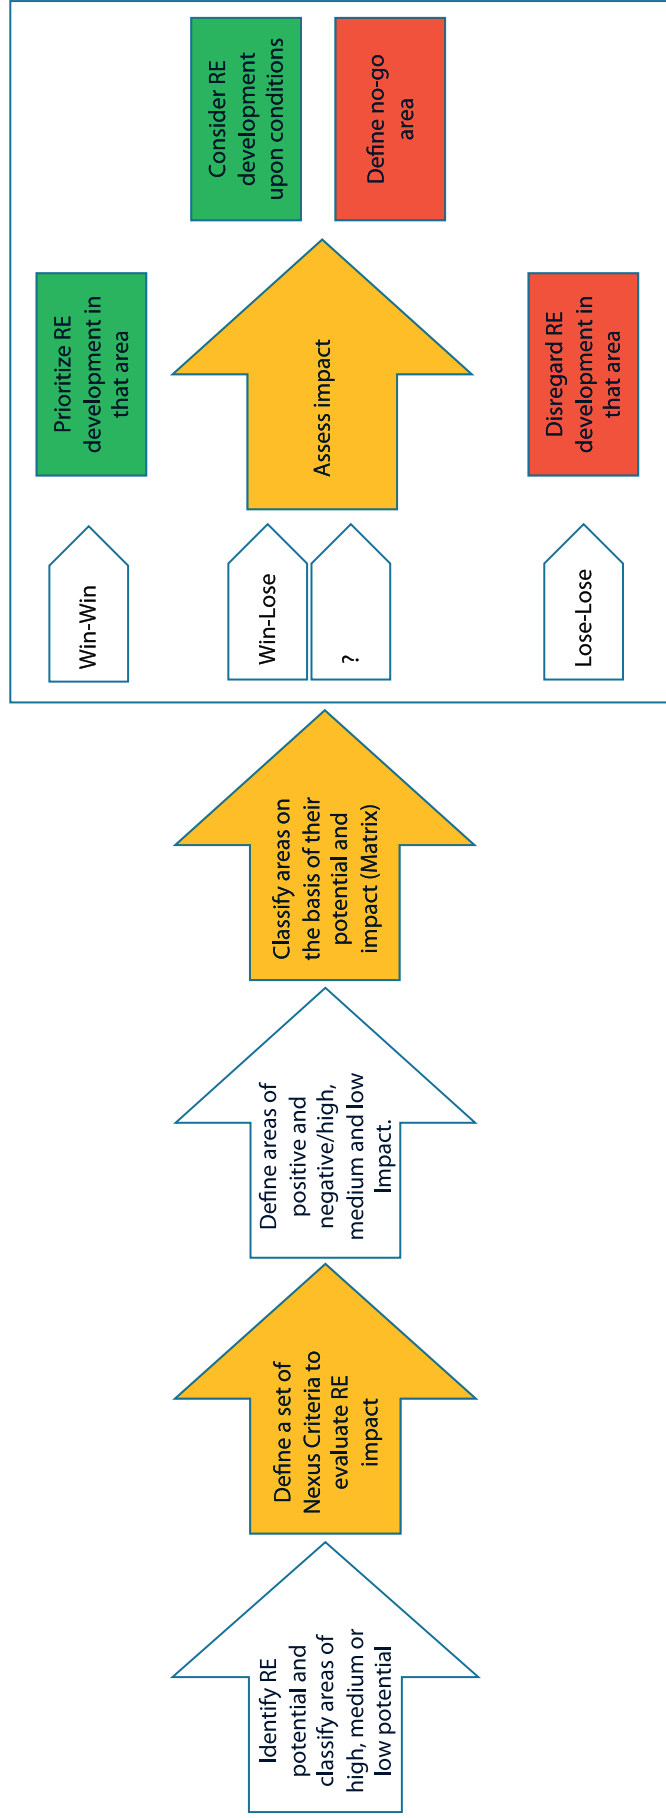 Identify RE
potential and
classify areas of
high, medium or
low potential
Define a set of
Nexus Criteria to
evaluate RE
impact
Define areas of
positive and
negative/high,
medium and low
Impact.
Classify areas on
the basis of their
potential and
impact (Matrix)
Win-Win
Prioritize RE
development in
that area
Win-Lose
?
Assess impact
Consider RE
development
upon conditions
Define no-go
area
Lose-Lose
Disregard RE
development in
that area